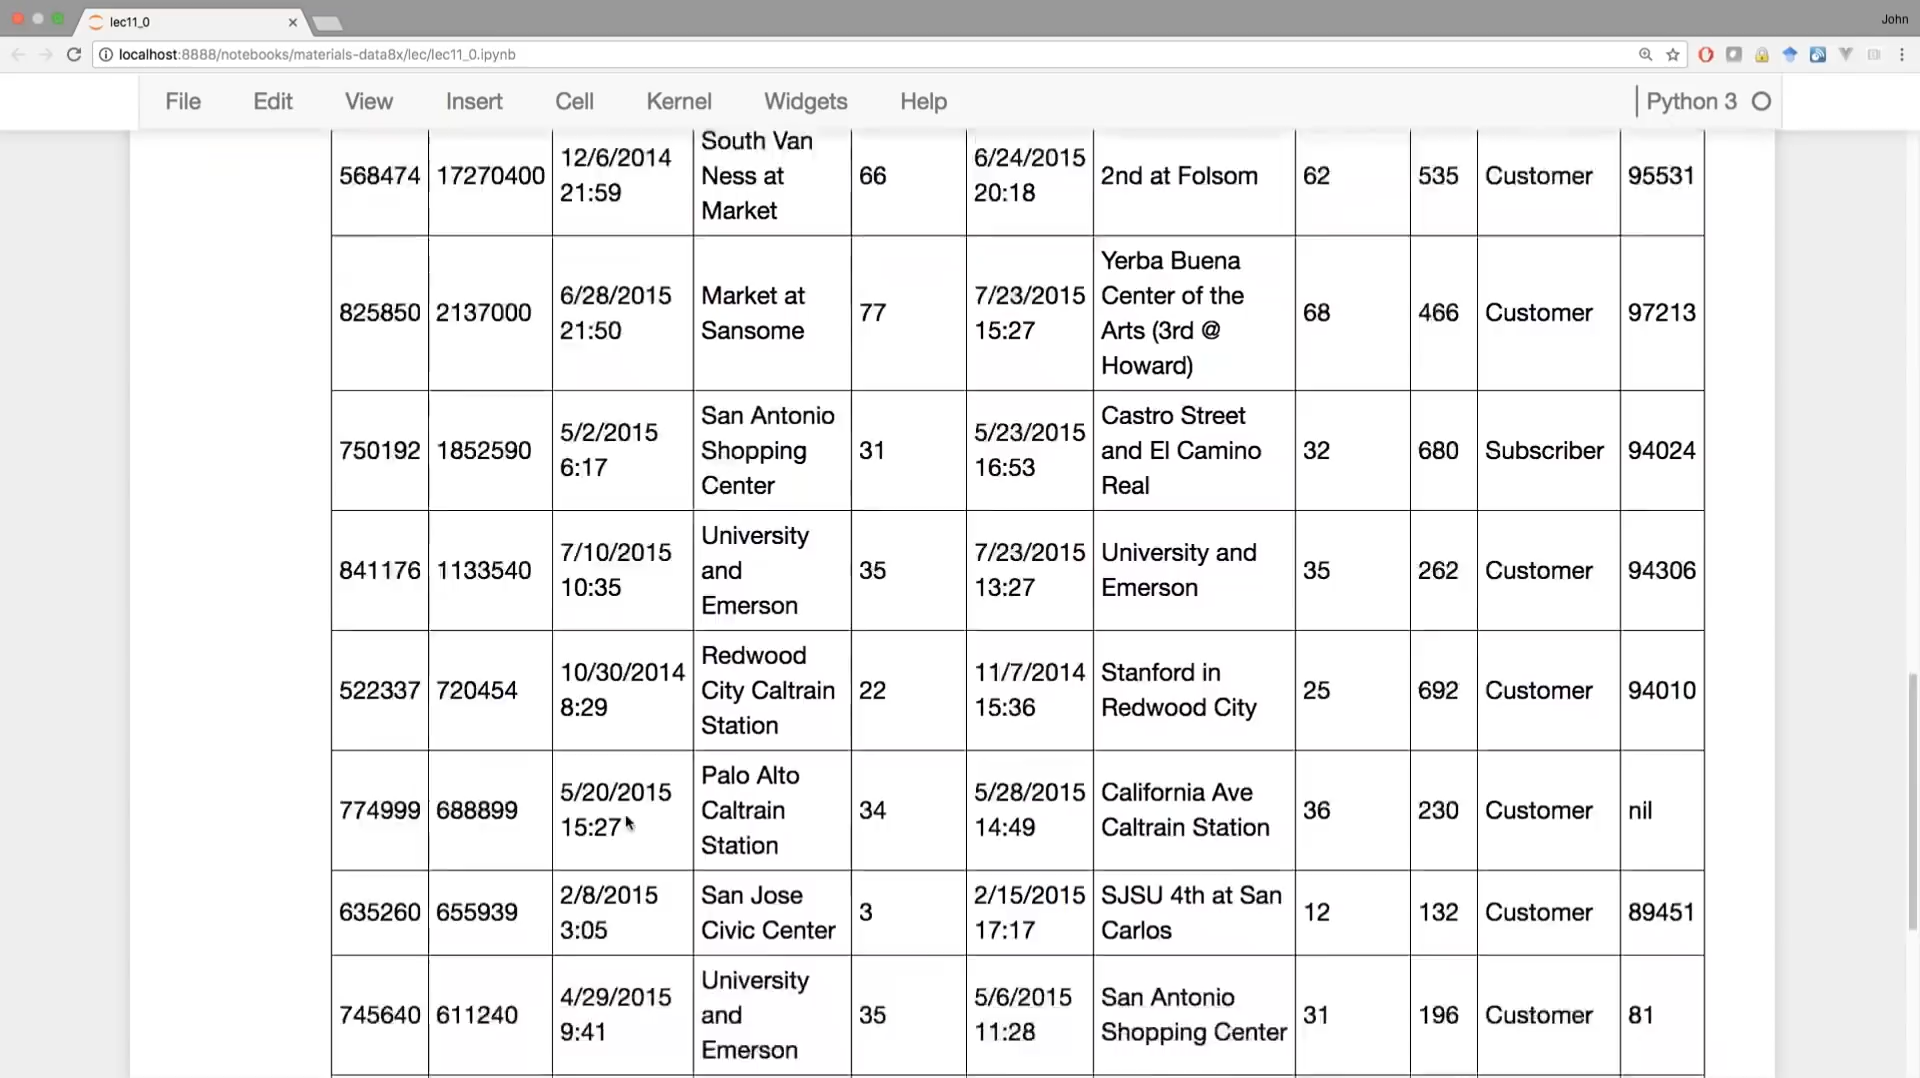 lec11_0
John
localhost:8888/notebooks/materials-data8x/lec/lec11_0.ipynb
File Edit View Insert Cell Kernel Widgets Help Python 3
568474 17270400 12/6/2014 21:59 South Van Ness at Market 66 6/24/2015 20:18 2nd at Folsom 62 535 Customer 95531
825850 2137000 6/28/2015 21:50 Market at Sansome 77 7/23/2015 15:27 Yerba Buena Center of the Arts (3rd @ Howard) 68 466 Customer 97213
750192 1852590 5/2/2015 6:17 San Antonio Shopping Center 31 5/23/2015 16:53 Castro Street and El Camino Real 32 680 Subscriber 94024
841176 1133540 7/10/2015 10:35 University and Emerson 35 7/23/2015 13:27 University and Emerson 35 262 Customer 94306
522337 720454 10/30/2014 8:29 Redwood City Caltrain Station 22 11/7/2014 15:36 Stanford in Redwood City 25 692 Customer 94010
774999 688899 5/20/2015 15:27 Palo Alto Caltrain Station 34 5/28/2015 14:49 California Ave Caltrain Station 36 230 Customer nil
635260 655939 2/8/2015 3:05 San Jose Civic Center 3 2/15/2015 17:17 SJSU 4th at San Carlos 12 132 Customer 89451
745640 611240 4/29/2015 9:41 University and Emerson 35 5/6/2015 11:28 San Antonio Shopping Center 31 196 Customer 81